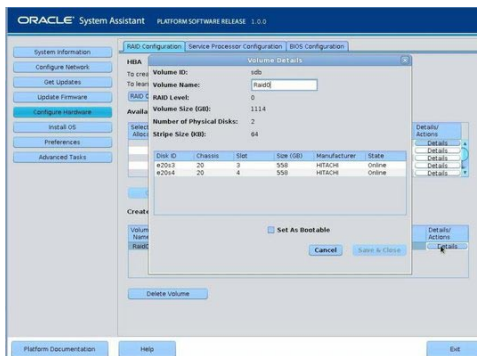 ORACLE System Assistant PLATFORM SOFTWARE RELEASE 1.0.0
System Information
Configure Network
Get Updates
Update Firmware
Configure Hardware
Install OS
Preferences
Advanced Tasks
RAID Configuration Service Processor Configuration BIOS Configuration
HBA
To crea
To lear
RAID C
Availa
Select
Alloc
Details/
Actions
Details
Details
Details
Details
Volume Details
Volume ID: sdb
Volume Name: Raid0
RAID Level: 0
Volume Size (GB): 1114
Number of Physical Disks: 2
Stripe Size (KB): 64
Disk ID Chassis Slot Size (GB) Manufacturer State
e20s3 20 3 558 HITACHI Online
e20s4 20 4 558 HITACHI Online
Set As Bootable
Cancel Save & Close
Create
Volum
Name
Details/
Actions
Raid0
Details
Delete Volume
Platform Documentation Help Exit